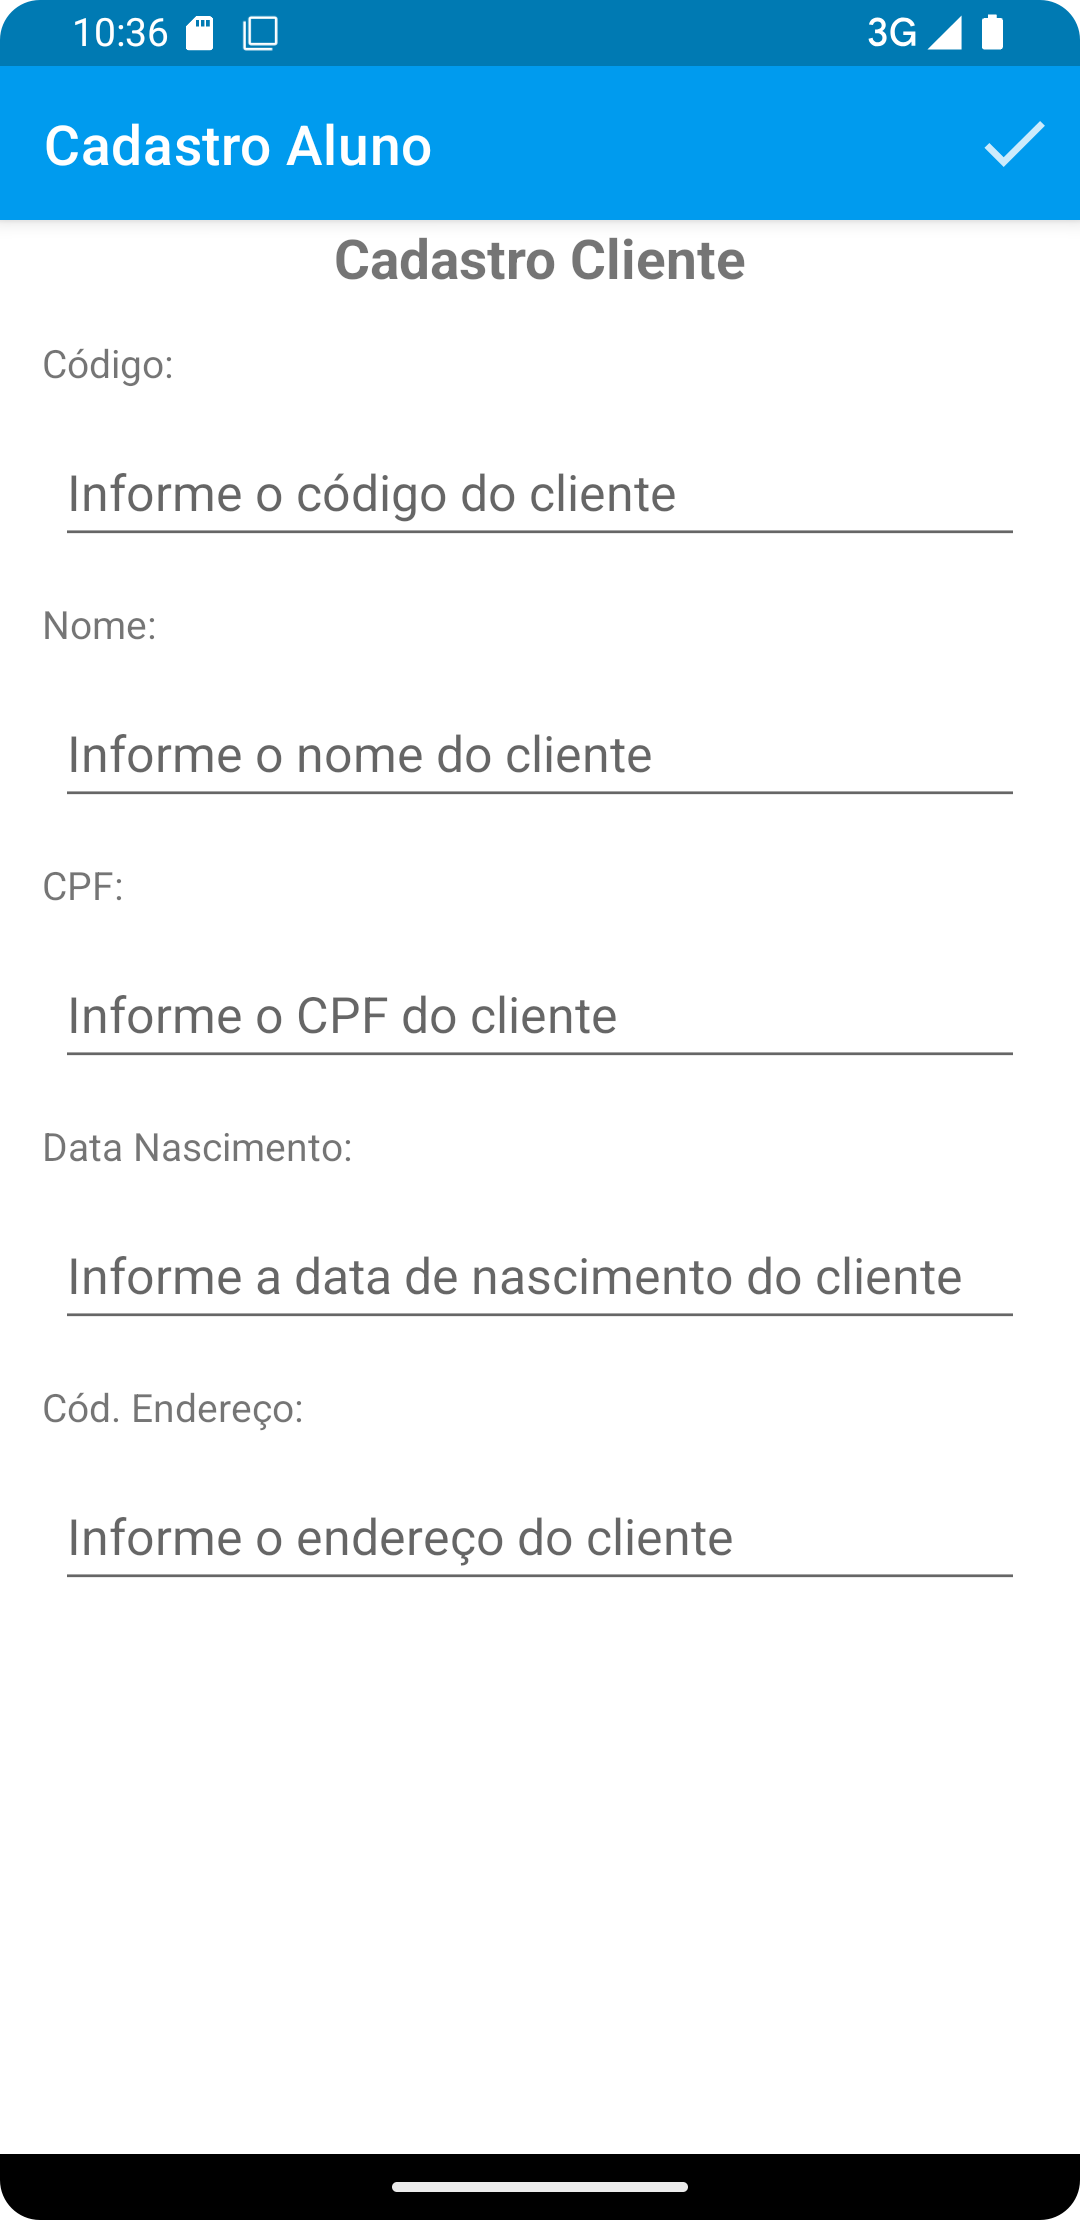 10:36 3G
Cadastro Aluno
Cadastro Cliente
Código:
Informe o código do cliente
Nome:
Informe o nome do cliente
CPF:
Informe o CPF do cliente
Data Nascimento:
Informe a data de nascimento do cliente
Cód. Endereço:
Informe o endereço do cliente